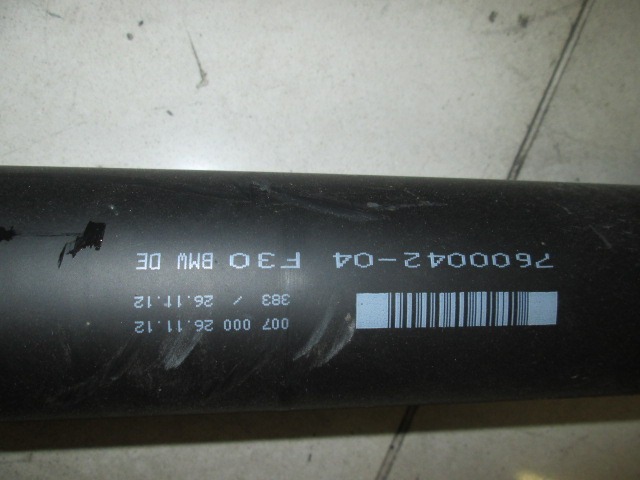 007 000 26.11.12.
383 / 26.11.12
7600042-04 F30 BMW DE